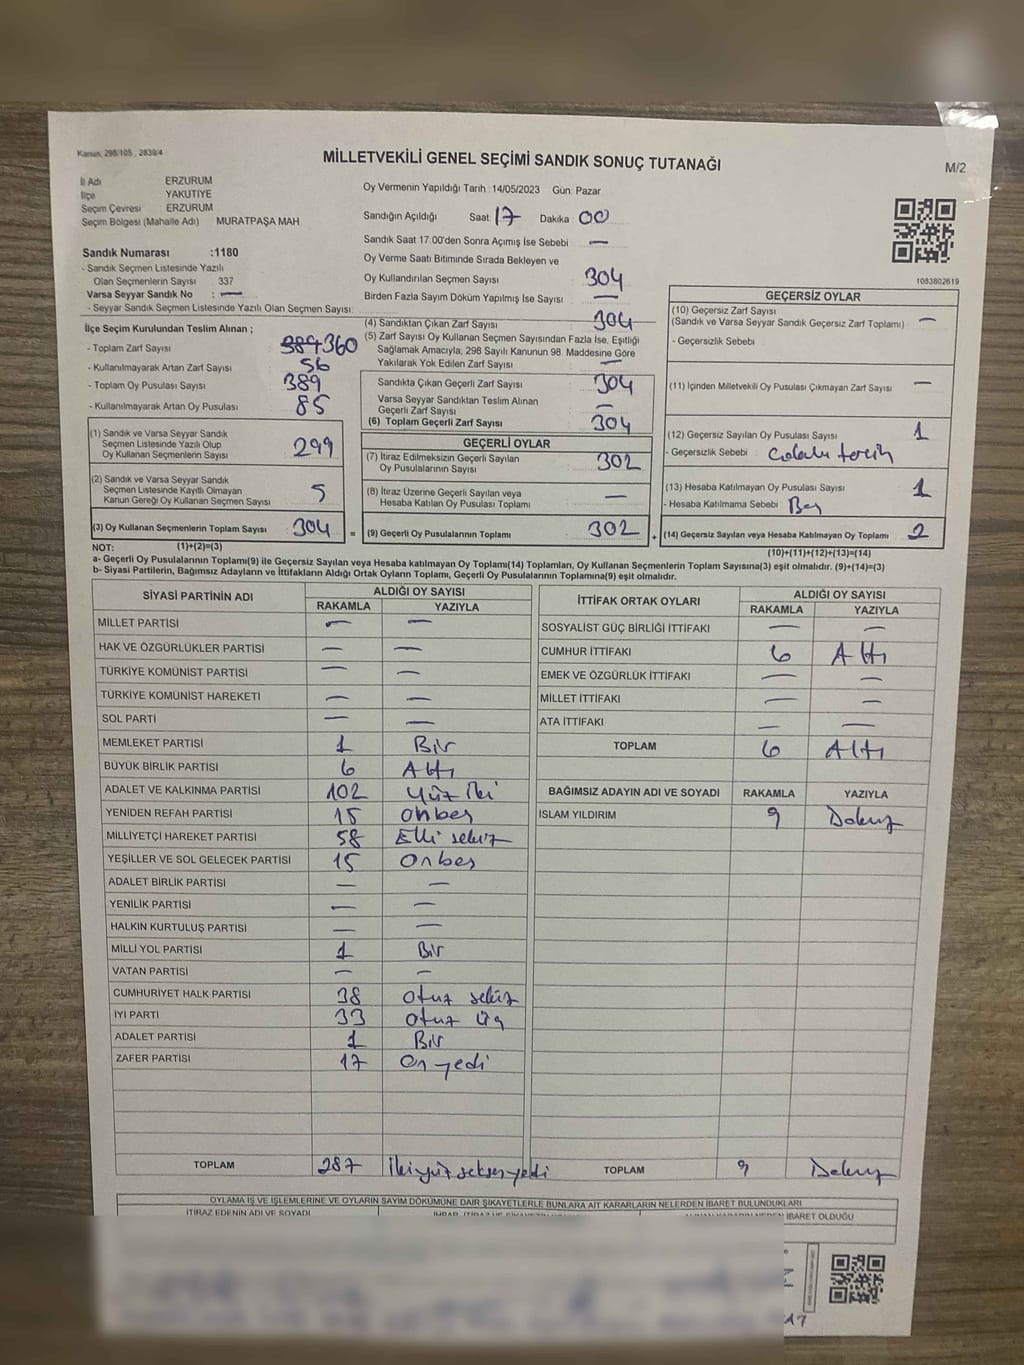 Kanun, 298/105 , 2839/4
MİLLETVEKİLİ GENEL SEÇİMİ SANDIK SONUÇ TUTANAĞI
M/2
İl Adı ERZURUM
İlçe YAKUTİYE
Seçim Çevresi : ERZURUM
Seçim Bölgesi (Mahalle Adı) MURATPAŞA MAH.
Sandık Numarası :1180
- Sandık Seçmen Listesinde Yazılı
Olan Seçmenlerin Sayısı 337
Varsa Seyyar Sandık No : —
- Seyyar Sandık Seçmen Listesinde Yazılı Olan Seçmen Sayısı:
Oy Vermenin Yapıldığı Tarih :14/05/2023 Gün: Pazar
Sandığın Açıldığı Saat 17 Dakika 00
Sandık Saat 17.00'den Sonra Açımış İse Sebebi —
Oy Verme Saati Bitiminde Sırada Bekleyen ve
Oy Kullandırılan Seçmen Sayısı 304
Birden Fazla Sayım Döküm Yapılmış İse Sayısı —
1083802619
İlçe Seçim Kurulundan Teslim Alınan ;
- Toplam Zarf Sayısı 360
- Kullanılmayarak Artan Zarf Sayısı 56
- Toplam Oy Pusulası Sayısı 389
- Kullanılmayarak Artan Oy Pusulası 85
(1) Sandık ve Varsa Seyyar Sandık
Seçmen Listesinde Yazılı Olup
Oy Kullanan Seçmenlerin Sayısı 299
(2) Sandık ve Varsa Seyyar Sandık
Seçmen Listesinde Kayıtlı Olmayan
Kanun Gereği Oy Kullanan Seçmen Sayısı 5
(3) Oy Kullanan Seçmenlerin Toplam Sayısı 304 =
(1)+(2)=(3)
(4) Sandıktan Çıkan Zarf Sayısı 304
(5) Zarf Sayısı Oy Kullanan Seçmen Sayısından Fazla İse, Eşitliği
Sağlamak Amacıyla, 298 Sayılı Kanunun 98. Maddesine Göre
Yakılarak Yok Edilen Zarf Sayısı —
Sandıkta Çıkan Geçerli Zarf Sayısı 304
Varsa Seyyar Sandıktan Teslim Alınan
Geçerli Zarf Sayısı —
(6) Toplam Geçerli Zarf Sayısı 304
GEÇERLİ OYLAR
(7) İtiraz Edilmeksizin Geçerli Sayılan
Oy Pusulalarının Sayısı 302
(8) İtiraz Üzerine Geçerli Sayılan veya
Hesaba Katılan Oy Pusulaları Toplamı —
(9) Geçerli Oy Pusulalarının Toplamı 302 +
GEÇERSİZ OYLAR
(10) Geçersiz Zarf Sayısı
(Sandık ve Varsa Seyyar Sandık Geçersiz Zarf Toplamı) —
- Geçersizlik Sebebi :
(11) İçinden Milletvekili Oy Pusulası Çıkmayan Zarf Sayısı —
(12) Geçersiz Sayılan Oy Pusulası Sayısı 1
- Geçersizlik Sebebi : tercih
(13) Hesaba Katılmayan Oy Pusulası Sayısı 1
- Hesaba Katılmama Sebebi :
(14) Geçersiz Sayılan veya Hesaba Katılmayan Oy Toplamı 2
(10)+(11)+(12)+(13)=(14)
NOT:
a- Geçerli Oy Pusulalarının Toplamı(9) ile Geçersiz Sayılan veya Hesaba katılmayan Oy Toplamı(14) Toplamları, Oy Kullanan Seçmenlerin Toplam Sayısına(3) eşit olmalıdır. (9)+(14)=(3)
b- Siyasi Partilerin, Bağımsız Adayların ve İttifakların Aldığı Ortak Oyların Toplamı, Geçerli Oy Pusulalarının Toplamına(9) eşit olmalıdır.
SİYASİ PARTİNİN ADI ALDIĞI OY SAYISI
RAKAMLA YAZIYLA
MİLLET PARTİSİ — —
HAK VE ÖZGÜRLÜKLER PARTİSİ — —
TÜRKİYE KOMÜNİST PARTİSİ — —
TÜRKİYE KOMÜNİST HAREKETİ — —
SOL PARTİ — —
MEMLEKET PARTİSİ 1 Bir
BÜYÜK BİRLİK PARTİSİ 6 Altı
ADALET VE KALKINMA PARTİSİ 102 Yüz iki
YENİDEN REFAH PARTİSİ 15 Onbeş
MİLLİYETÇİ HAREKET PARTİSİ 58 Elli sekiz
YEŞİLLER VE SOL GELECEK PARTİSİ 15 Onbeş
ADALET BİRLİK PARTİSİ — —
YENİLİK PARTİSİ — —
HALKIN KURTULUŞ PARTİSİ — —
MİLLİ YOL PARTİSİ 1 Bir
VATAN PARTİSİ — —
CUMHURİYET HALK PARTİSİ 38 Otuz sekiz
İYİ PARTİ 33 Otuz üç
ADALET PARTİSİ 1 Bir
ZAFER PARTİSİ 17 On yedi
TOPLAM 287 İkiyüz seksenyedi
İTTİFAK ORTAK OYLARI ALDIĞI OY SAYISI
RAKAMLA YAZIYLA
SOSYALİST GÜÇ BİRLİĞİ İTTİFAKI — —
CUMHUR İTTİFAKI 6 Altı
EMEK VE ÖZGÜRLÜK İTTİFAKI — —
MİLLET İTTİFAKI — —
ATA İTTİFAKI — —
TOPLAM 6 Altı
BAĞIMSIZ ADAYIN ADI VE SOYADI RAKAMLA YAZIYLA
İSLAM YILDIRIM 9 Dokuz
TOPLAM 9 Dokuz
OYLAMA İŞ VE İŞLEMLERİNE VE OYLARIN SAYIM DÖKÜMÜNE DAİR ŞİKAYETLERLE BUNLARA AİT KARARLARIN NELERDEN İBARET BULUNDUKLARI
İTİRAZ EDENİN ADI VE SOYADI
İBARET OLDUĞU